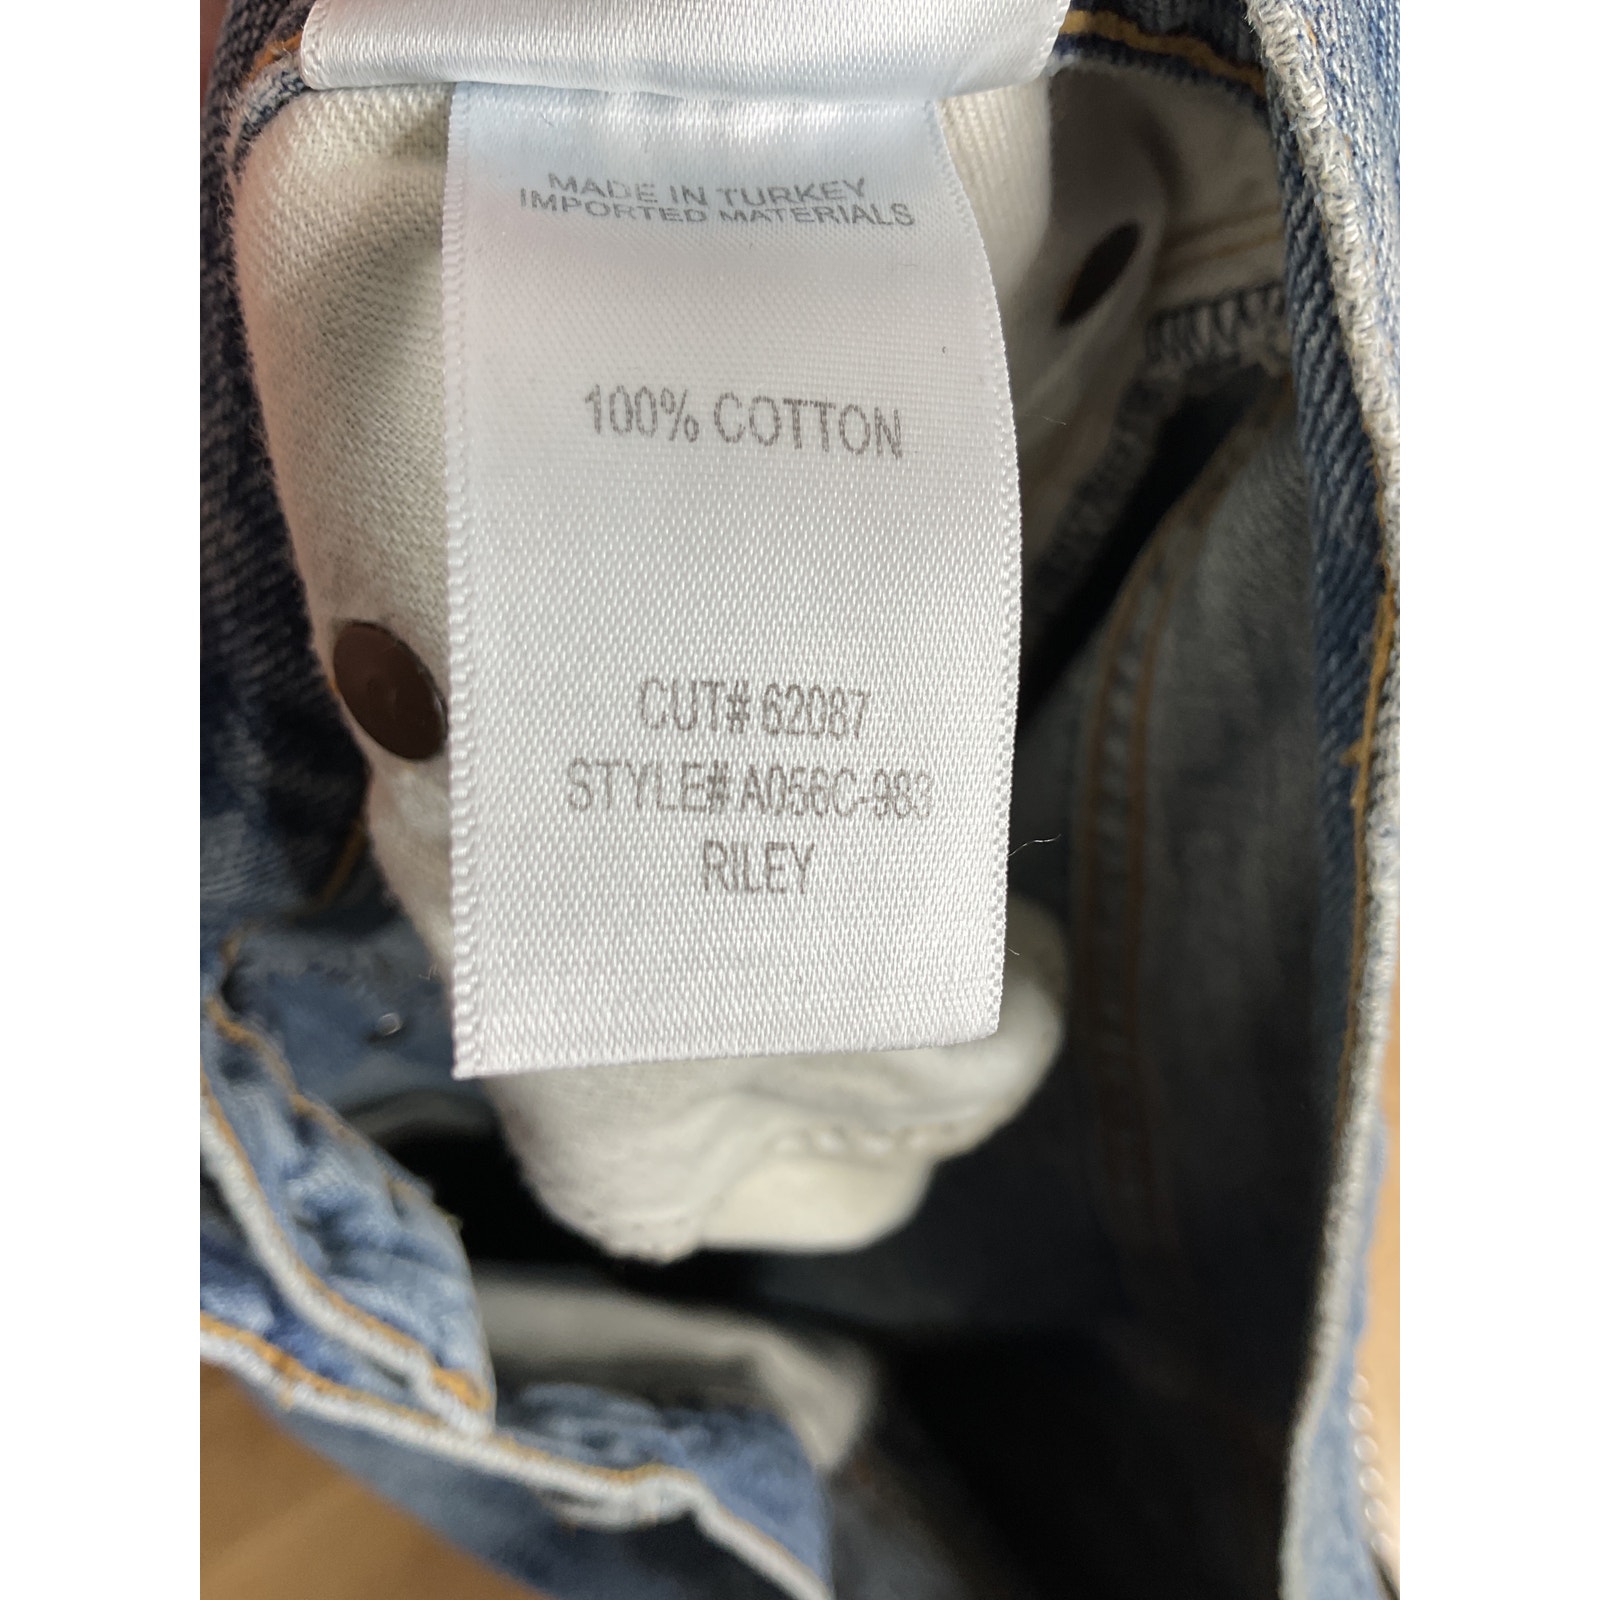 MADE IN TURKEY
IMPORTED MATERIALS
100% COTTON
CUT# 62087
STYLE# A056C-983
RILEY